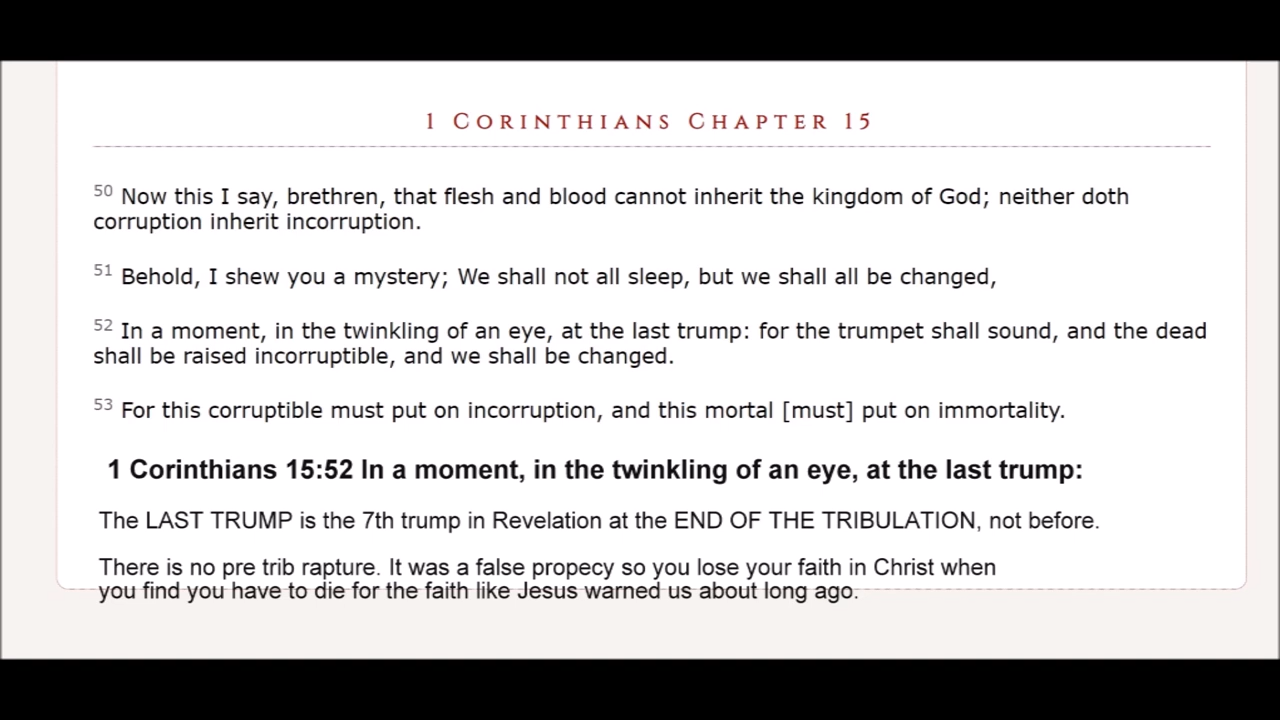 1 Corinthians Chapter 15
50 Now this I say, brethren, that flesh and blood cannot inherit the kingdom of God; neither doth
corruption inherit incorruption.
51 Behold, I shew you a mystery; We shall not all sleep, but we shall all be changed,
52 In a moment, in the twinkling of an eye, at the last trump: for the trumpet shall sound, and the dead
shall be raised incorruptible, and we shall be changed.
53 For this corruptible must put on incorruption, and this mortal [must] put on immortality.
1 Corinthians 15:52 In a moment, in the twinkling of an eye, at the last trump:
The LAST TRUMP is the 7th trump in Revelation at the END OF THE TRIBULATION, not before.
There is no pre trib rapture. It was a false propecy so you lose your faith in Christ when
you find you have to die for the faith like Jesus warned us about long ago.